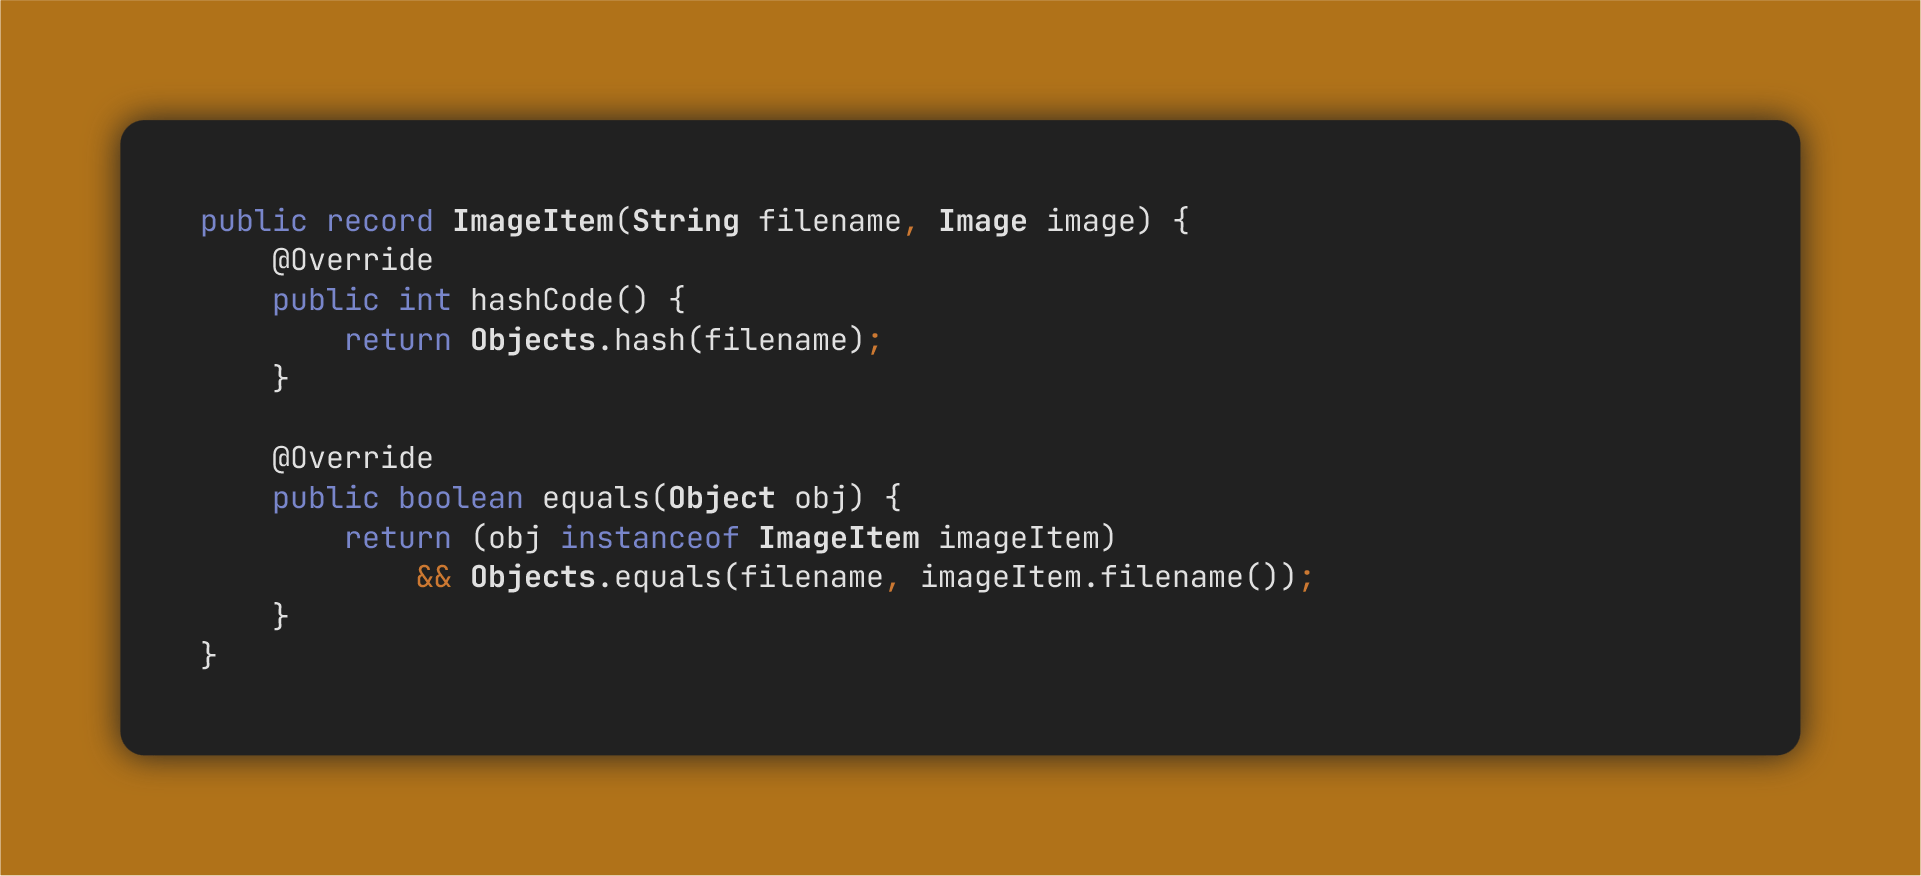 public record ImageItem(String filename, Image image) {
    @Override
    public int hashCode() {
        return Objects.hash(filename);
    }

    @Override
    public boolean equals(Object obj) {
        return (obj instanceof ImageItem imageItem)
            && Objects.equals(filename, imageItem.filename());
    }
}